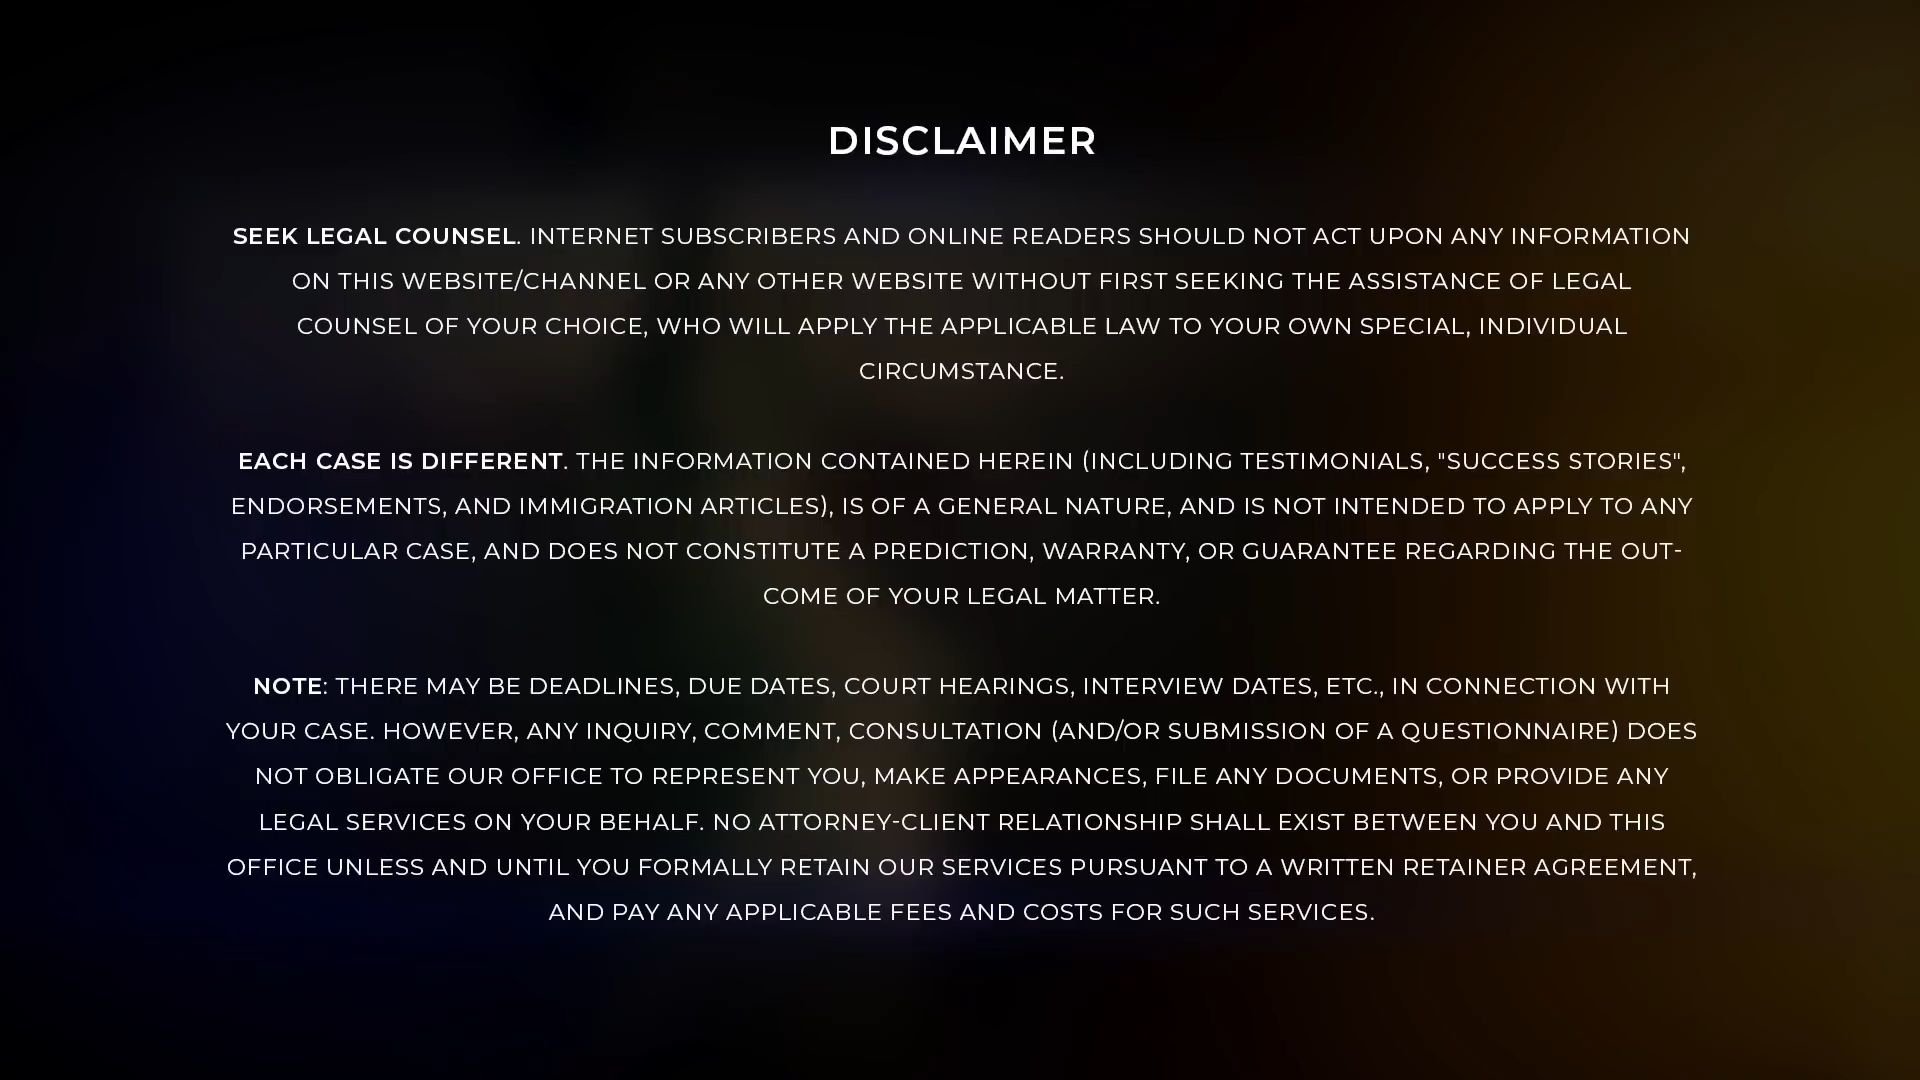 DISCLAIMER
SEEK LEGAL COUNSEL. INTERNET SUBSCRIBERS AND ONLINE READERS SHOULD NOT ACT UPON ANY INFORMATION
ON THIS WEBSITE/CHANNEL OR ANY OTHER WEBSITE WITHOUT FIRST SEEKING THE ASSISTANCE OF LEGAL
COUNSEL OF YOUR CHOICE, WHO WILL APPLY THE APPLICABLE LAW TO YOUR OWN SPECIAL, INDIVIDUAL
CIRCUMSTANCE.
EACH CASE IS DIFFERENT. THE INFORMATION CONTAINED HEREIN (INCLUDING TESTIMONIALS, "SUCCESS STORIES",
ENDORSEMENTS, AND IMMIGRATION ARTICLES), IS OF A GENERAL NATURE, AND IS NOT INTENDED TO APPLY TO ANY
PARTICULAR CASE, AND DOES NOT CONSTITUTE A PREDICTION, WARRANTY, OR GUARANTEE REGARDING THE OUT-
COME OF YOUR LEGAL MATTER.
NOTE: THERE MAY BE DEADLINES, DUE DATES, COURT HEARINGS, INTERVIEW DATES, ETC., IN CONNECTION WITH
YOUR CASE. HOWEVER, ANY INQUIRY, COMMENT, CONSULTATION (AND/OR SUBMISSION OF A QUESTIONNAIRE) DOES
NOT OBLIGATE OUR OFFICE TO REPRESENT YOU, MAKE APPEARANCES, FILE ANY DOCUMENTS, OR PROVIDE ANY
LEGAL SERVICES ON YOUR BEHALF. NO ATTORNEY-CLIENT RELATIONSHIP SHALL EXIST BETWEEN YOU AND THIS
OFFICE UNLESS AND UNTIL YOU FORMALLY RETAIN OUR SERVICES PURSUANT TO A WRITTEN RETAINER AGREEMENT,
AND PAY ANY APPLICABLE FEES AND COSTS FOR SUCH SERVICES.